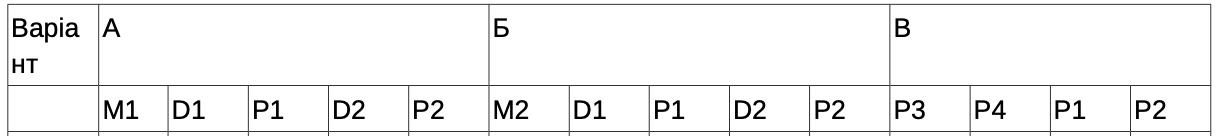 Варіа
нт
А
Б
В
M1 D1 P1 D2 P2 M2 D1 P1 D2 P2 P3 P4 P1 P2